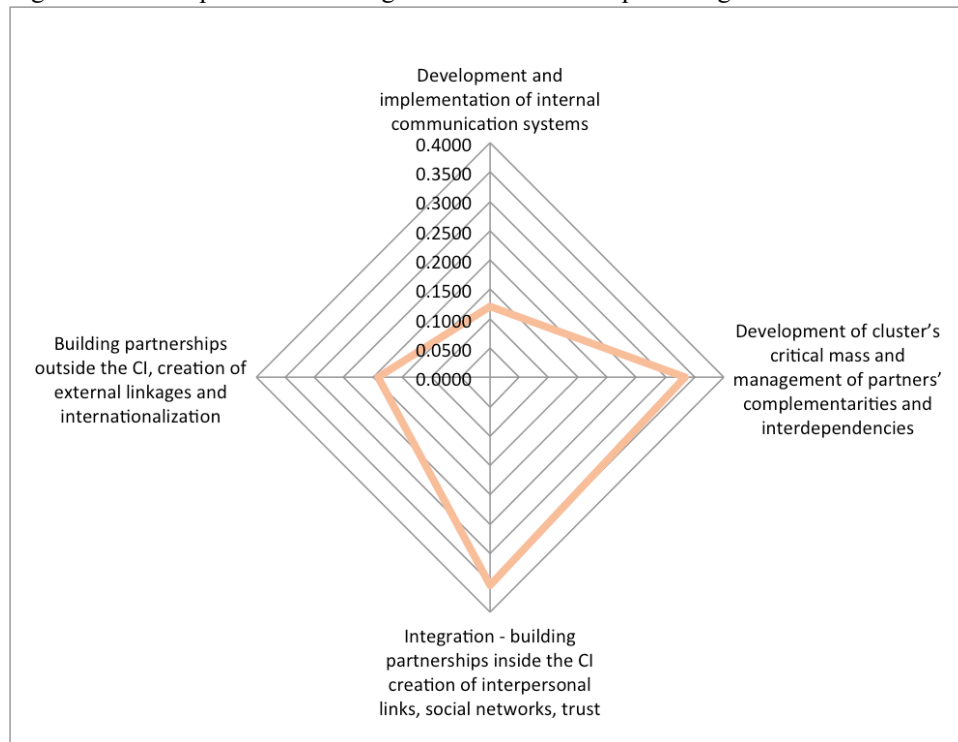 Development and
implementation of internal
communication systems
0.4000
0.3500
0.3000
0.2500
0.2000
0.1500
0.1000
0.0500
0.0000
Building partnerships
outside the CI, creation of
external linkages and
internationalization
Development of cluster’s
critical mass and
management of partners’
complementarities and
interdependencies
Integration - building
partnerships inside the CI
creation of interpersonal
links, social networks, trust